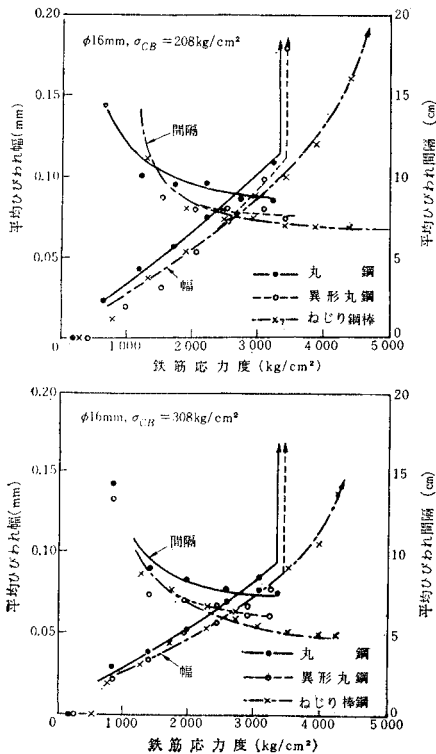 φ16mm, σCB =208kg/cm²
0.20
0.15
0.10
0.05
平均ひびわれ幅(mm)
20
15
10
5
0
平均ひびわれ間隔(cm)
間隔
幅
丸 鋼
異形丸鋼
ねじり鋼棒
0
1 000
2 000
3 000
4 000
5 000
鉄筋応力度(kg/cm²)
φ16mm, σCB =308kg/cm²
0.20
0.15
0.10
0.05
平均ひびわれ幅(mm)
20
15
10
5
0
平均ひびわれ間隔(cm)
間隔
幅
丸 鋼
異形丸鋼
ねじり棒鋼
0
1 000
2 000
3 000
4 000
5 000
鉄筋応力度(kg/cm²)